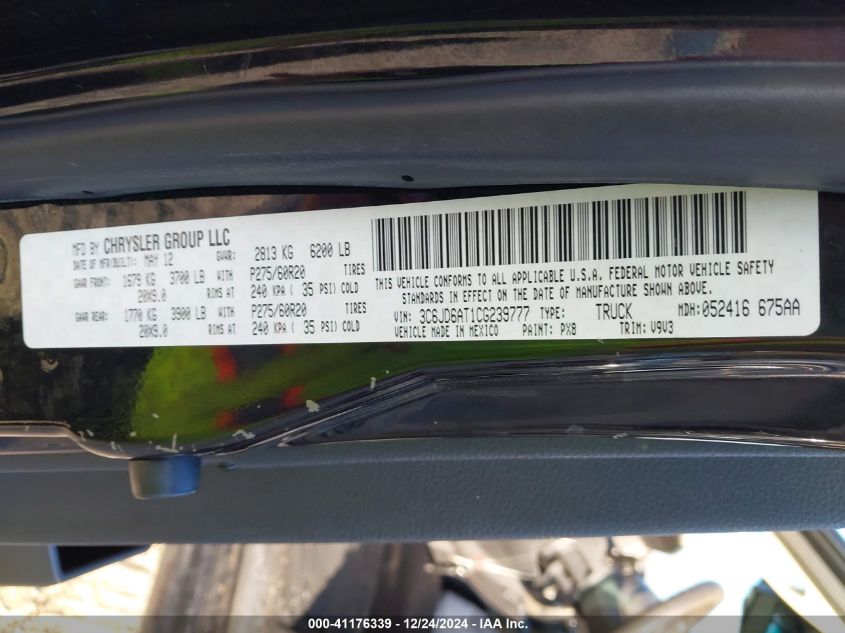 MFD BY CHRYSLER GROUP LLC
DATE OF MFR(BUILT): MAY 12 GVWR: 2813 KG 6200 LB
GAWR FRONT: 1679 KG 3700 LB WITH P275/60R20 TIRES
20X9.0 RIMS AT 240 KPA ( 35 PSI) COLD
GAWR REAR: 1770 KG 3900 LB WITH P275/60R20 TIRES
20X9.0 RIMS AT 240 KPA ( 35 PSI) COLD
THIS VEHICLE CONFORMS TO ALL APPLICABLE U.S.A. FEDERAL MOTOR VEHICLE SAFETY
STANDARDS IN EFFECT ON THE DATE OF MANUFACTURE SHOWN ABOVE.
VIN: 3C6JD6AT1CG239777 TYPE: TRUCK MDH: 052416 675AA
VEHICLE MADE IN MEXICO PAINT: PX8 TRIM: V9V3
000-41176339 - 12/24/2024 - IAA Inc.